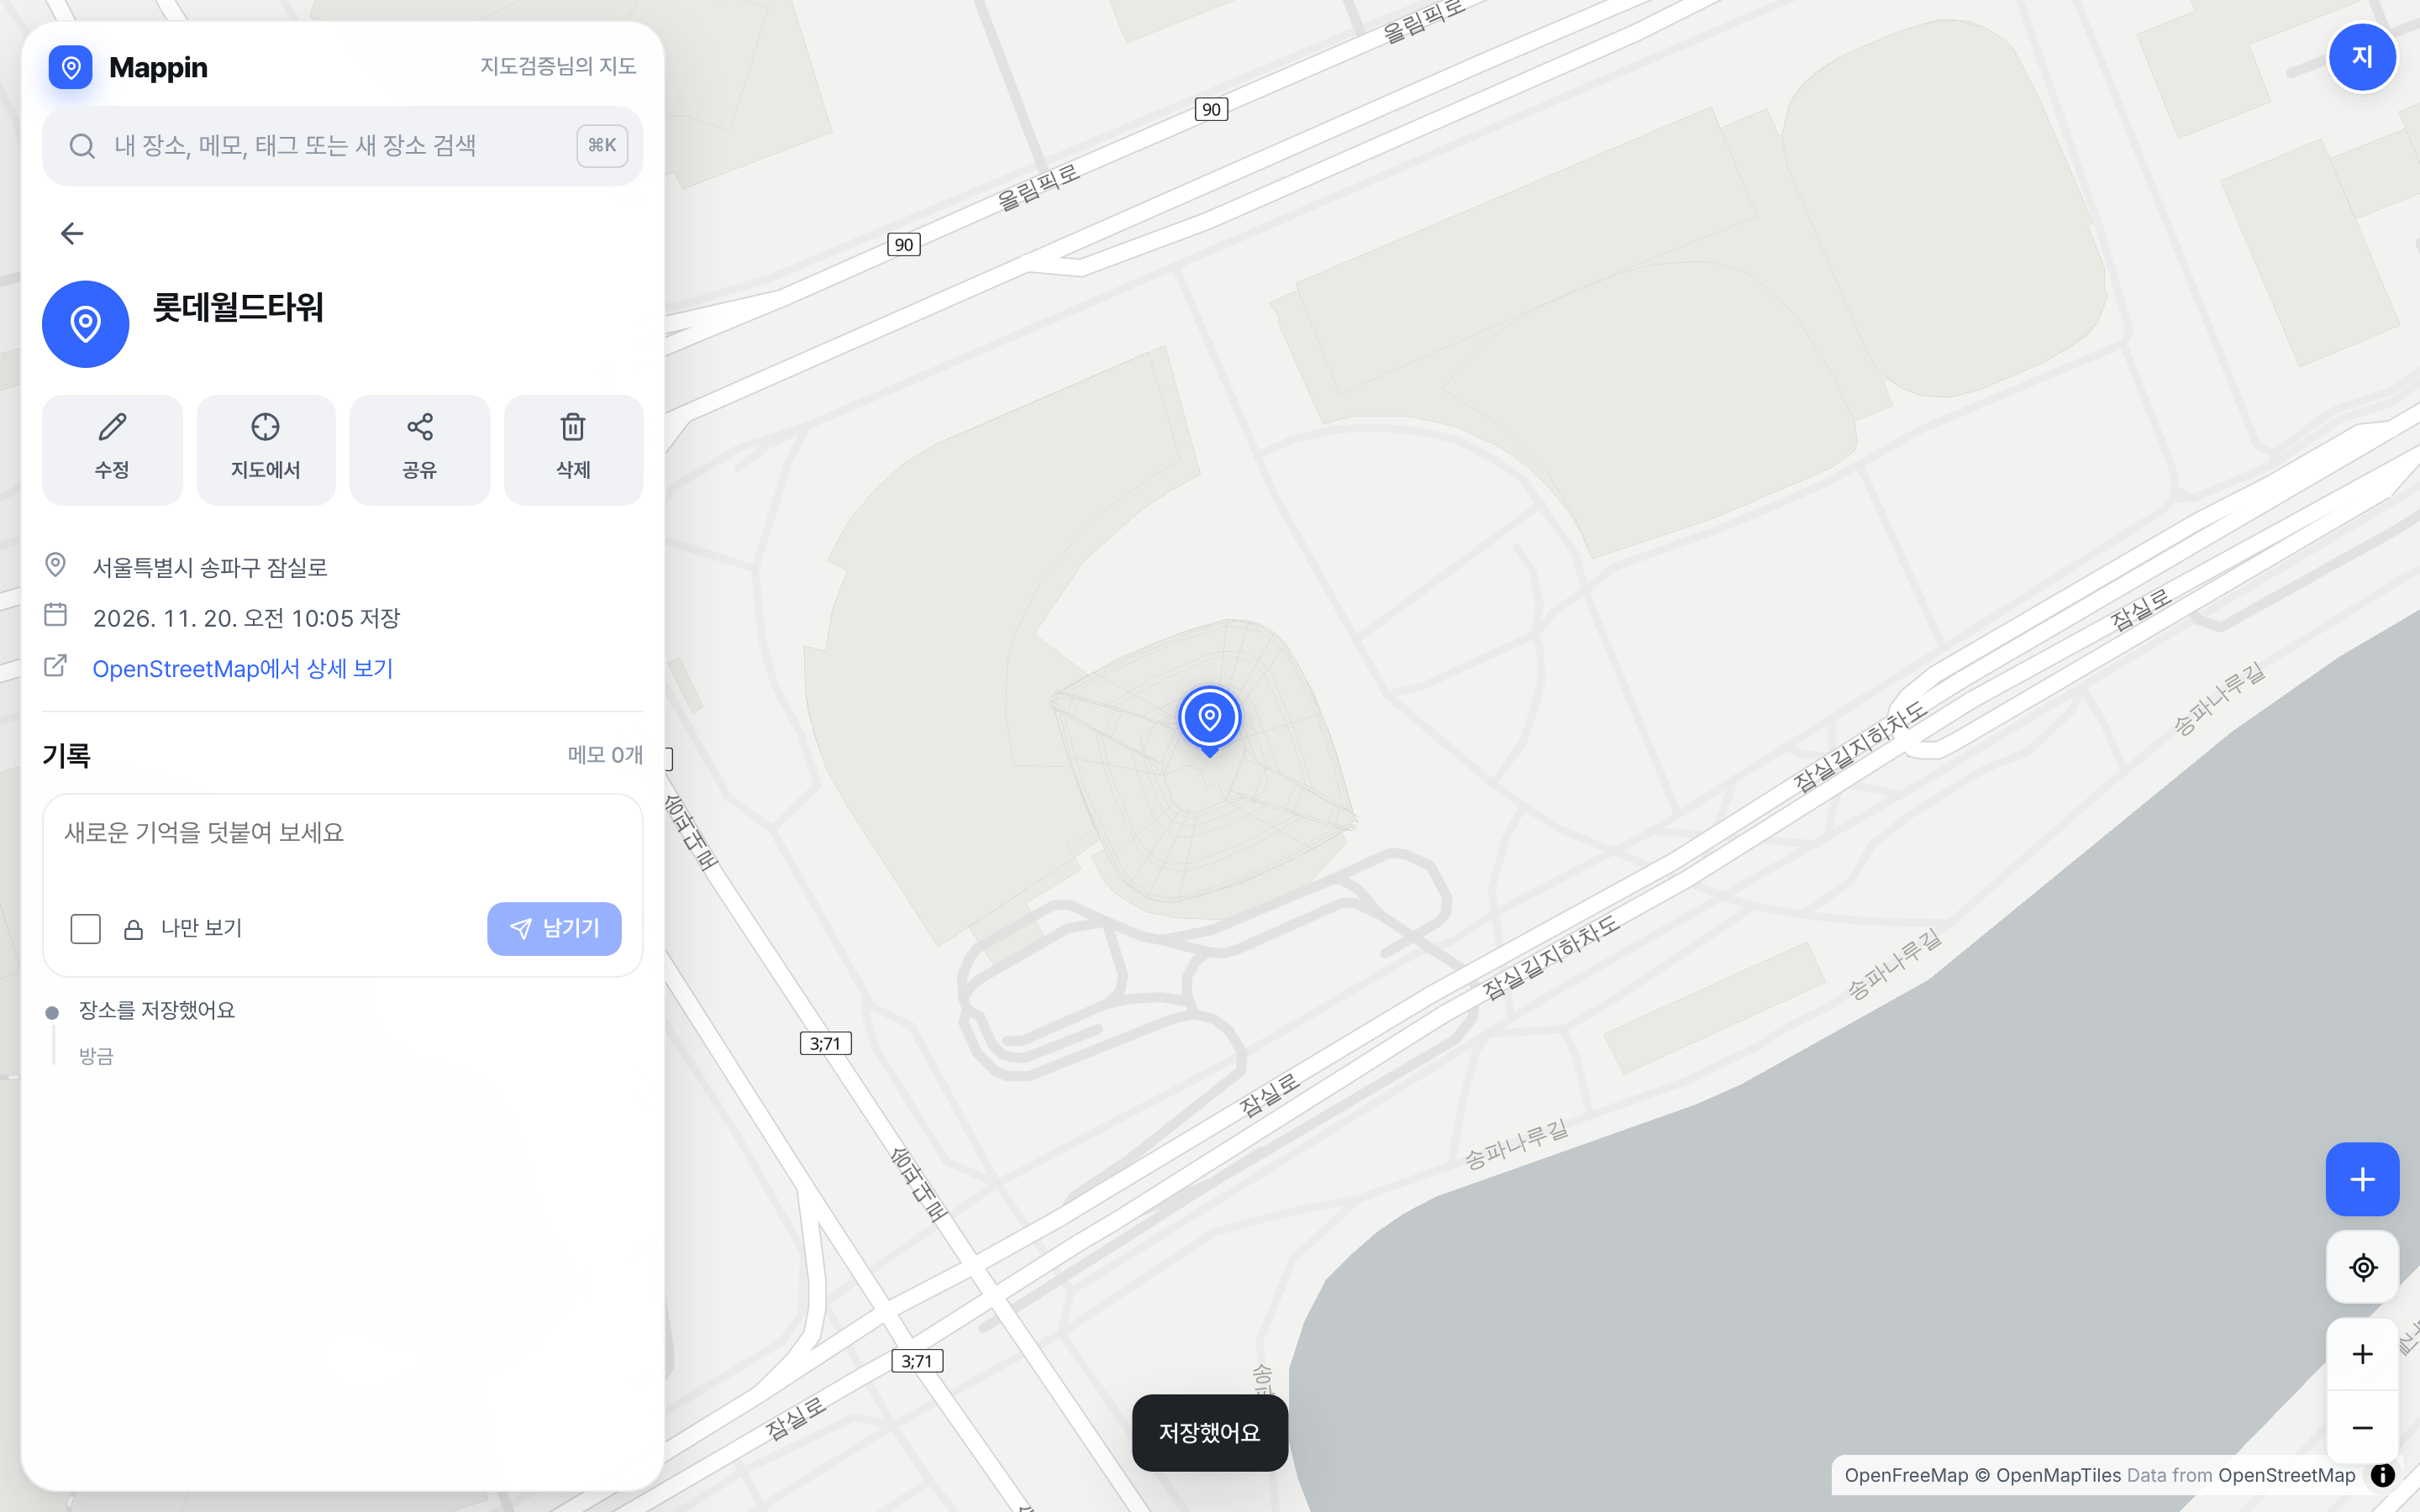 Mappin
지도검증님의 지도
내 장소, 메모, 태그 또는 새 장소 검색
⌘K
롯데월드타워
수정
지도에서
공유
삭제
서울특별시 송파구 잠실로
2026. 11. 20. 오전 10:05 저장
OpenStreetMap에서 상세 보기
기록
메모 0개
새로운 기억을 덧붙여 보세요
나만 보기
남기기
장소를 저장했어요
방금
지
올림픽로
90
올림픽로
90
잠실로
송파나루길
잠실길지하차도
송파대로
잠실길지하차도
송파나루길
3;71
잠실로
송파나루길
송파대로
3;71
잠실로
저장했어요
OpenFreeMap © OpenMapTiles Data from OpenStreetMap